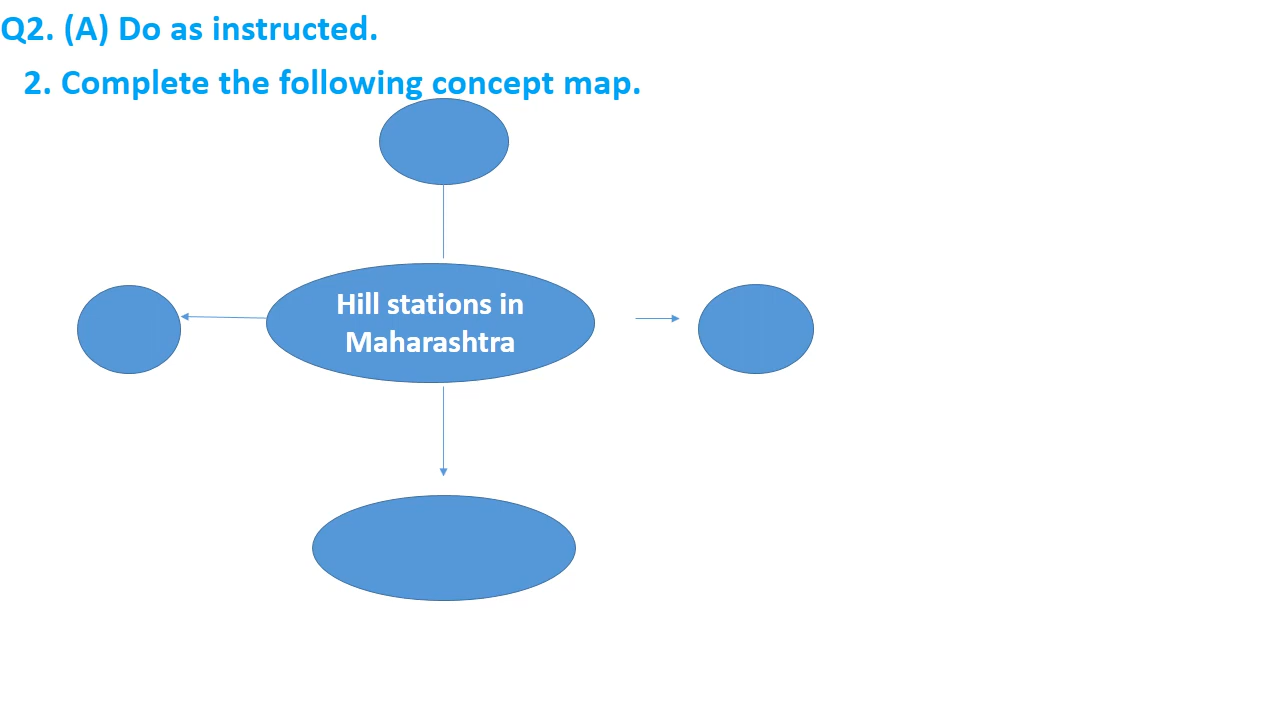 Q2. (A) Do as instructed.
2. Complete the following concept map.
Hill stations in
Maharashtra